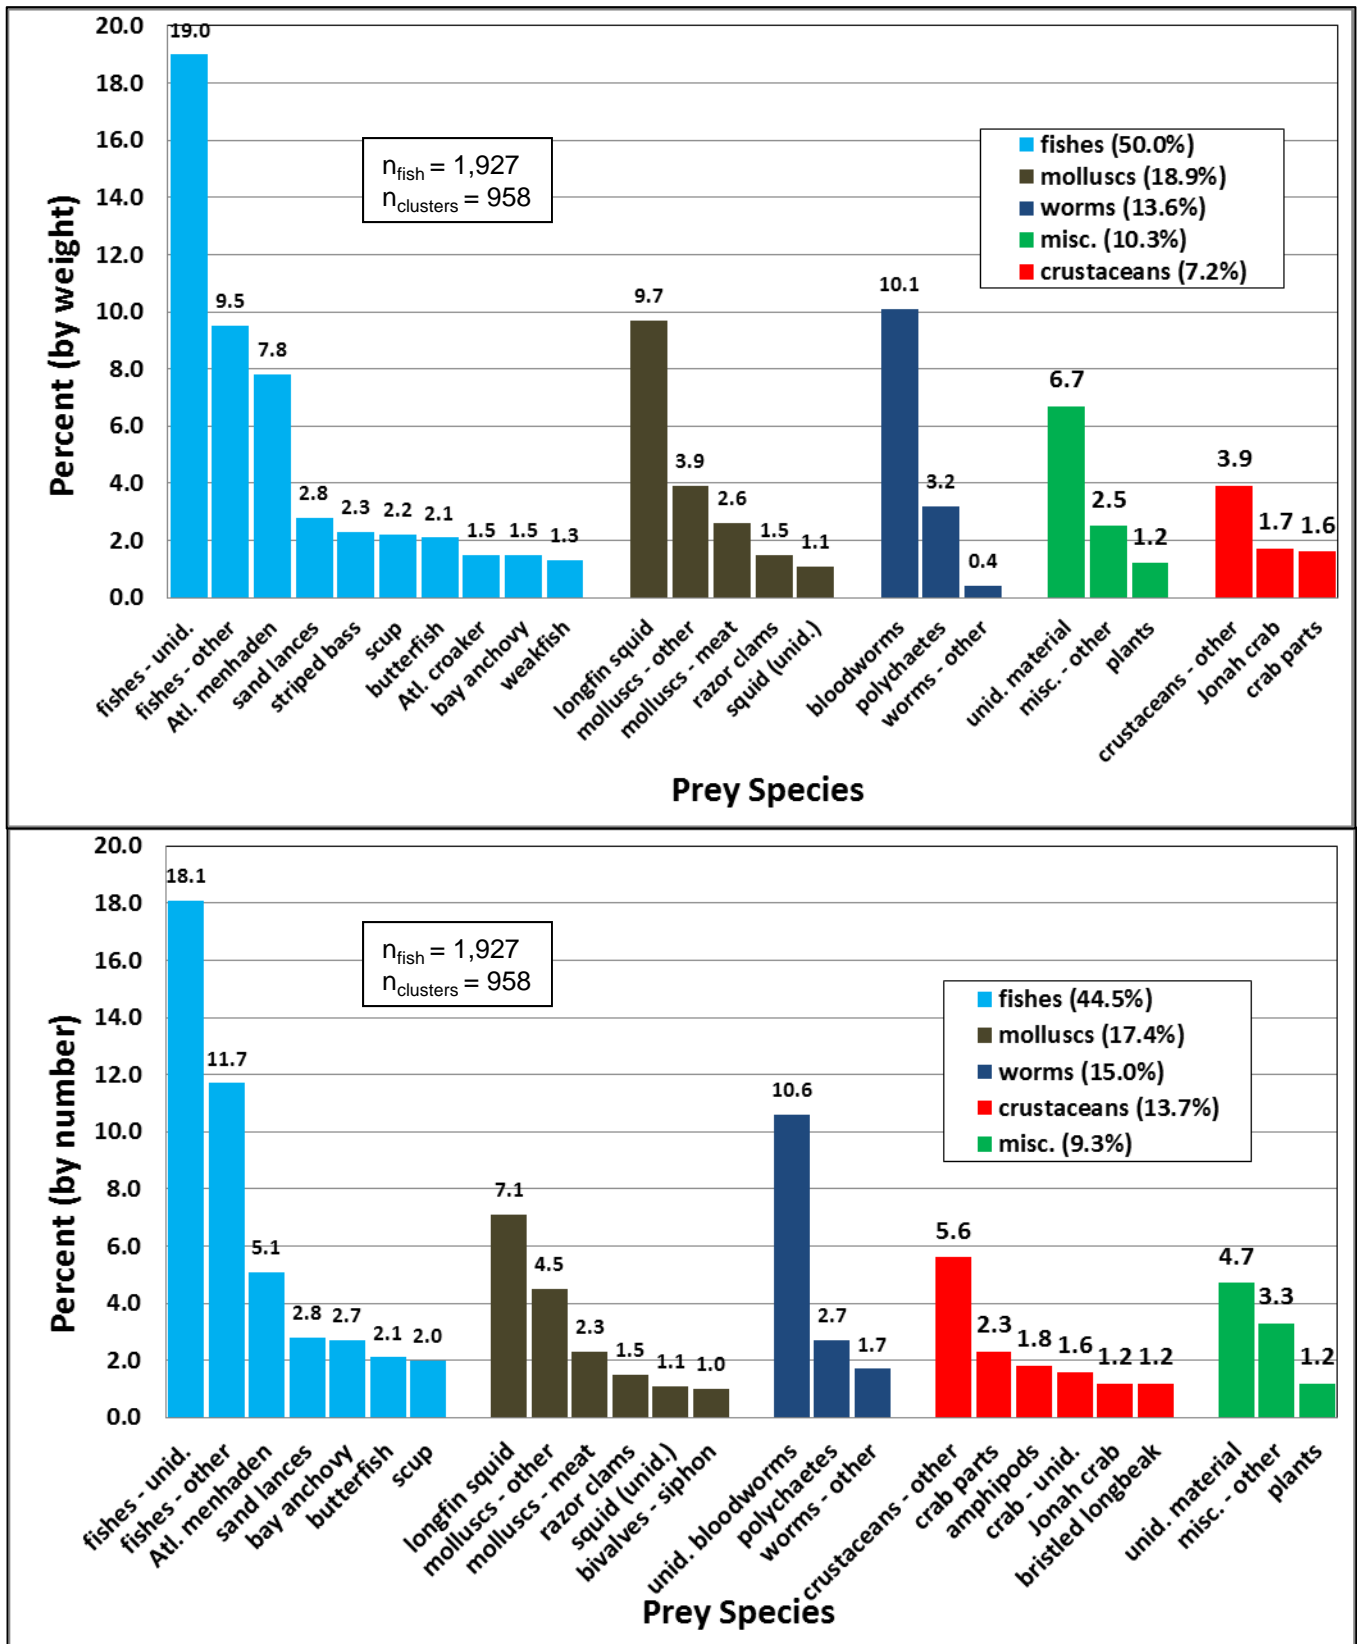 Percent (by weight)
20.0
18.0
16.0
14.0
12.0
10.0
8.0
6.0
4.0
2.0
0.0
19.0
9.5
7.8
2.8
2.3
2.2
2.1
1.5
1.5
1.3
9.7
3.9
2.6
1.5
1.1
10.1
3.2
0.4
6.7
2.5
1.2
3.9
1.7
1.6
nfish = 1,927
nclusters = 958
fishes (50.0%)
molluscs (18.9%)
worms (13.6%)
misc. (10.3%)
crustaceans (7.2%)
fishes - unid.
fishes - other
Atl. menhaden
sand lances
striped bass
scup
butterfish
Atl. croaker
bay anchovy
weakfish
longfin squid
molluscs - other
molluscs - meat
razor clams
squid (unid.)
bloodworms
polychaetes
worms - other
unid. material
misc. - other
plants
crustaceans - other
Jonah crab
crab parts
Prey Species
Percent (by number)
20.0
18.0
16.0
14.0
12.0
10.0
8.0
6.0
4.0
2.0
0.0
18.1
11.7
5.1
2.8
2.7
2.1
2.0
7.1
4.5
2.3
1.5
1.1
1.0
10.6
2.7
1.7
5.6
2.3
1.8
1.6
1.2
1.2
4.7
3.3
1.2
nfish = 1,927
nclusters = 958
fishes (44.5%)
molluscs (17.4%)
worms (15.0%)
crustaceans (13.7%)
misc. (9.3%)
fishes - unid.
fishes - other
Atl. menhaden
sand lances
bay anchovy
butterfish
scup
longfin squid
molluscs - other
molluscs - meat
razor clams
squid (unid.)
bivalves - siphon
unid. bloodworms
polychaetes
worms - other
crustaceans - other
crab parts
amphipods
crab - unid.
Jonah crab
bristled longbeak
unid. material
misc. - other
plants
Prey Species